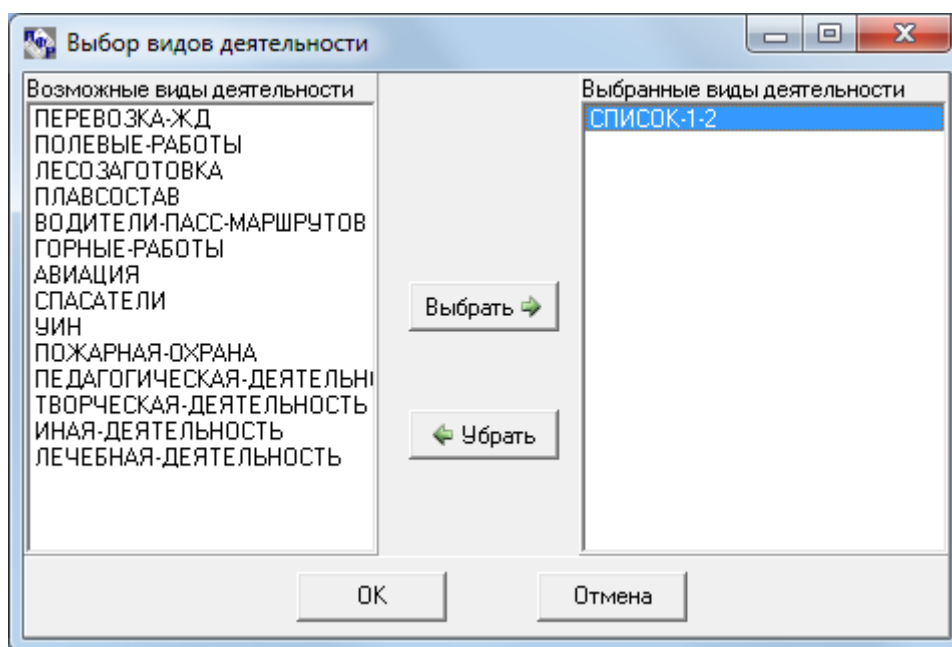 Выбор видов деятельности
Возможные виды деятельности
ПЕРЕВОЗКА-ЖД
ПОЛЕВЫЕ-РАБОТЫ
ЛЕСОЗАГОТОВКА
ПЛАВСОСТАВ
ВОДИТЕЛИ-ПАСС-МАРШРУТОВ
ГОРНЫЕ-РАБОТЫ
АВИАЦИЯ
СПАСАТЕЛИ
УИН
ПОЖАРНАЯ-ОХРАНА
ПЕДАГОГИЧЕСКАЯ-ДЕЯТЕЛЬН
ТВОРЧЕСКАЯ-ДЕЯТЕЛЬНОСТЬ
ИНАЯ-ДЕЯТЕЛЬНОСТЬ
ЛЕЧЕБНАЯ-ДЕЯТЕЛЬНОСТЬ
Выбрать
Убрать
Выбранные виды деятельности
СПИСОК-1-2
OK
Отмена